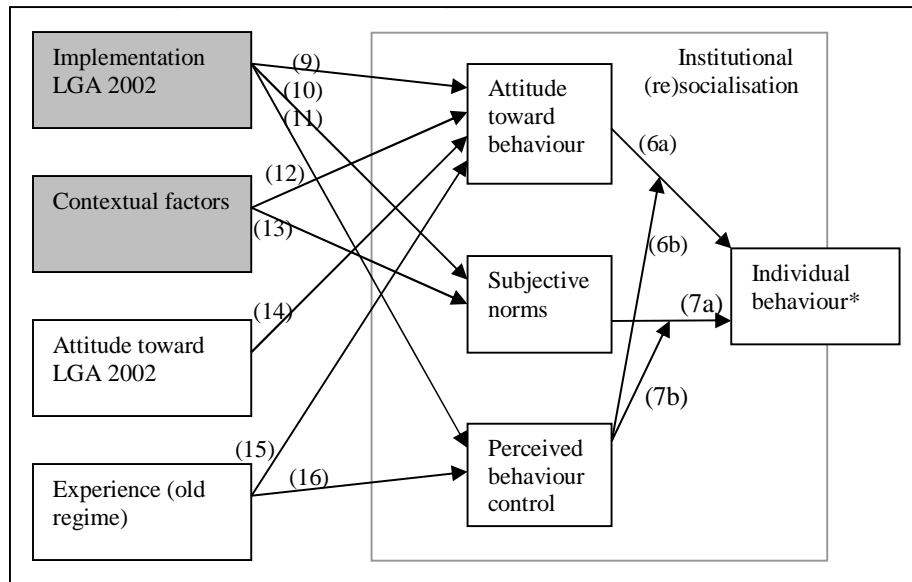 Implementation
LGA 2002
Contextual factors
Attitude toward
LGA 2002
Experience (old
regime)
(9)
(10)
(11)
(12)
(13)
(14)
(15)
(16)
Institutional
(re)socialisation
Attitude
toward
behaviour
Subjective
norms
Perceived
behaviour
control
(6a)
(6b)
(7a)
(7b)
Individual
behaviour*